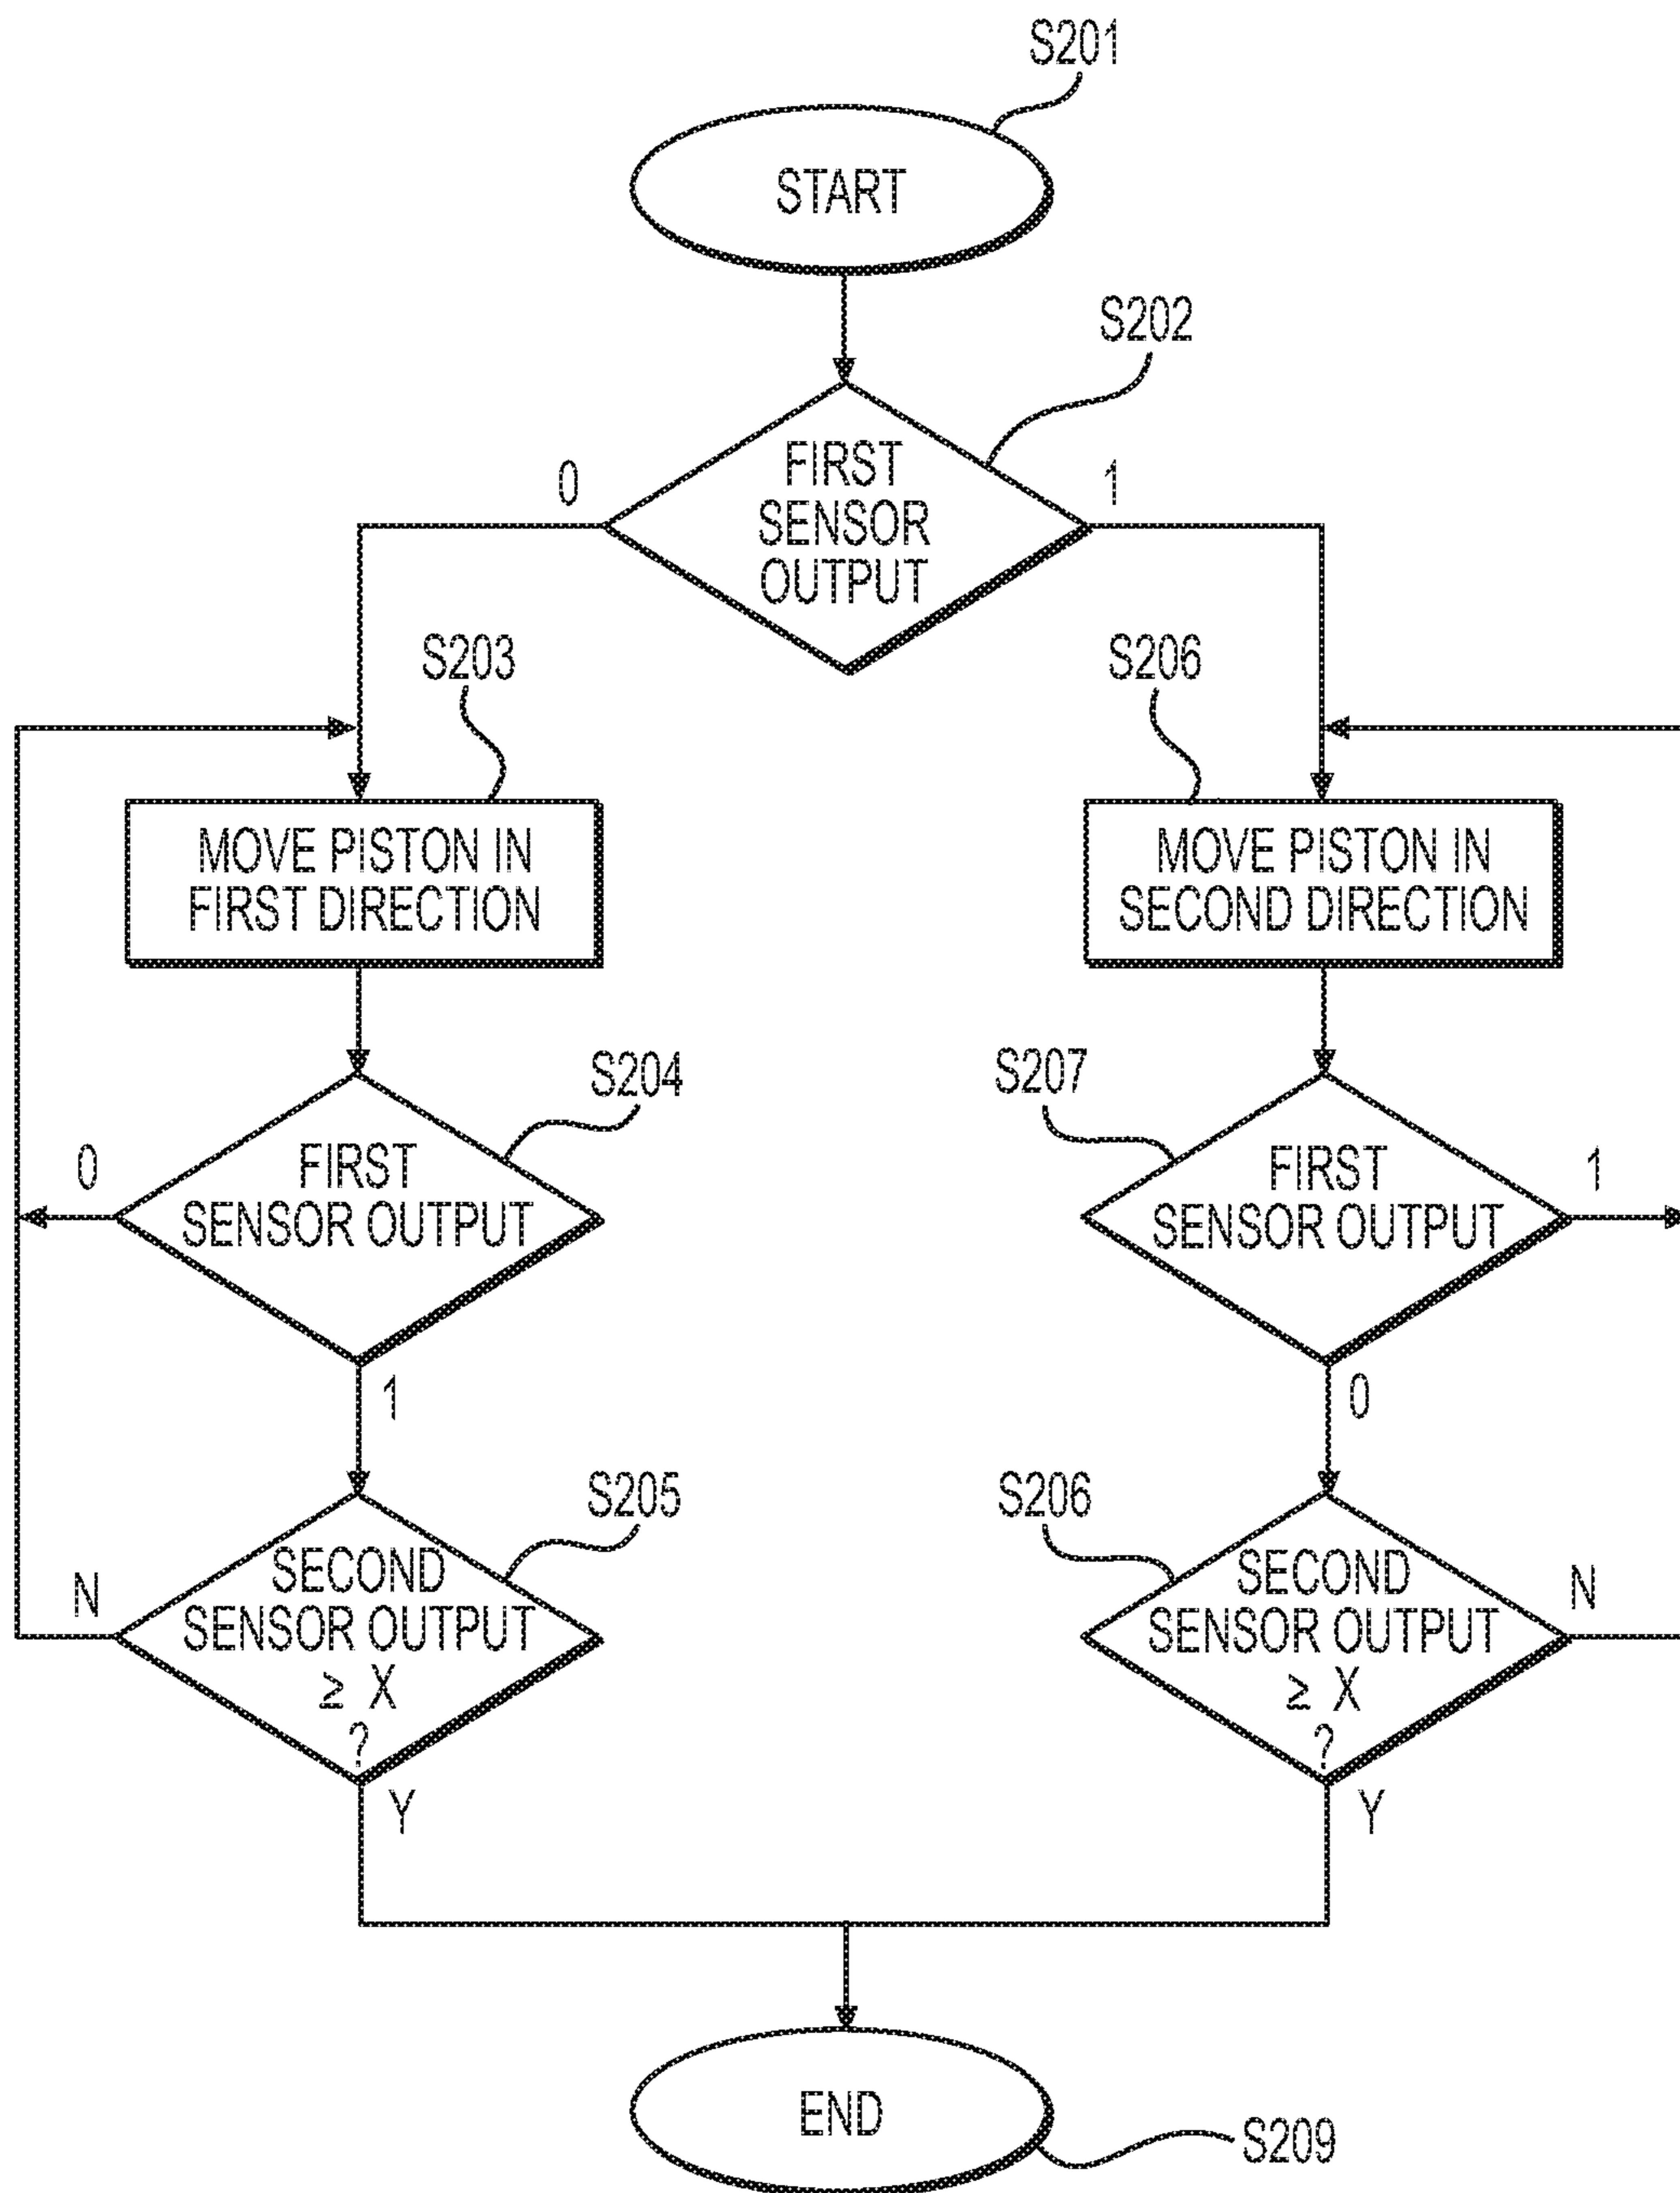 S201
START
S202
0
FIRST
SENSOR
OUTPUT
1
S203
S206
MOVE PISTON IN
FIRST DIRECTION
MOVE PISTON IN
SECOND DIRECTION
S204
S207
0
FIRST
SENSOR OUTPUT
FIRST
SENSOR OUTPUT
1
1
0
S205
S206
N
SECOND
SENSOR OUTPUT
≥ X
?
SECOND
SENSOR OUTPUT
≥ X
?
N
Y
Y
END
S209